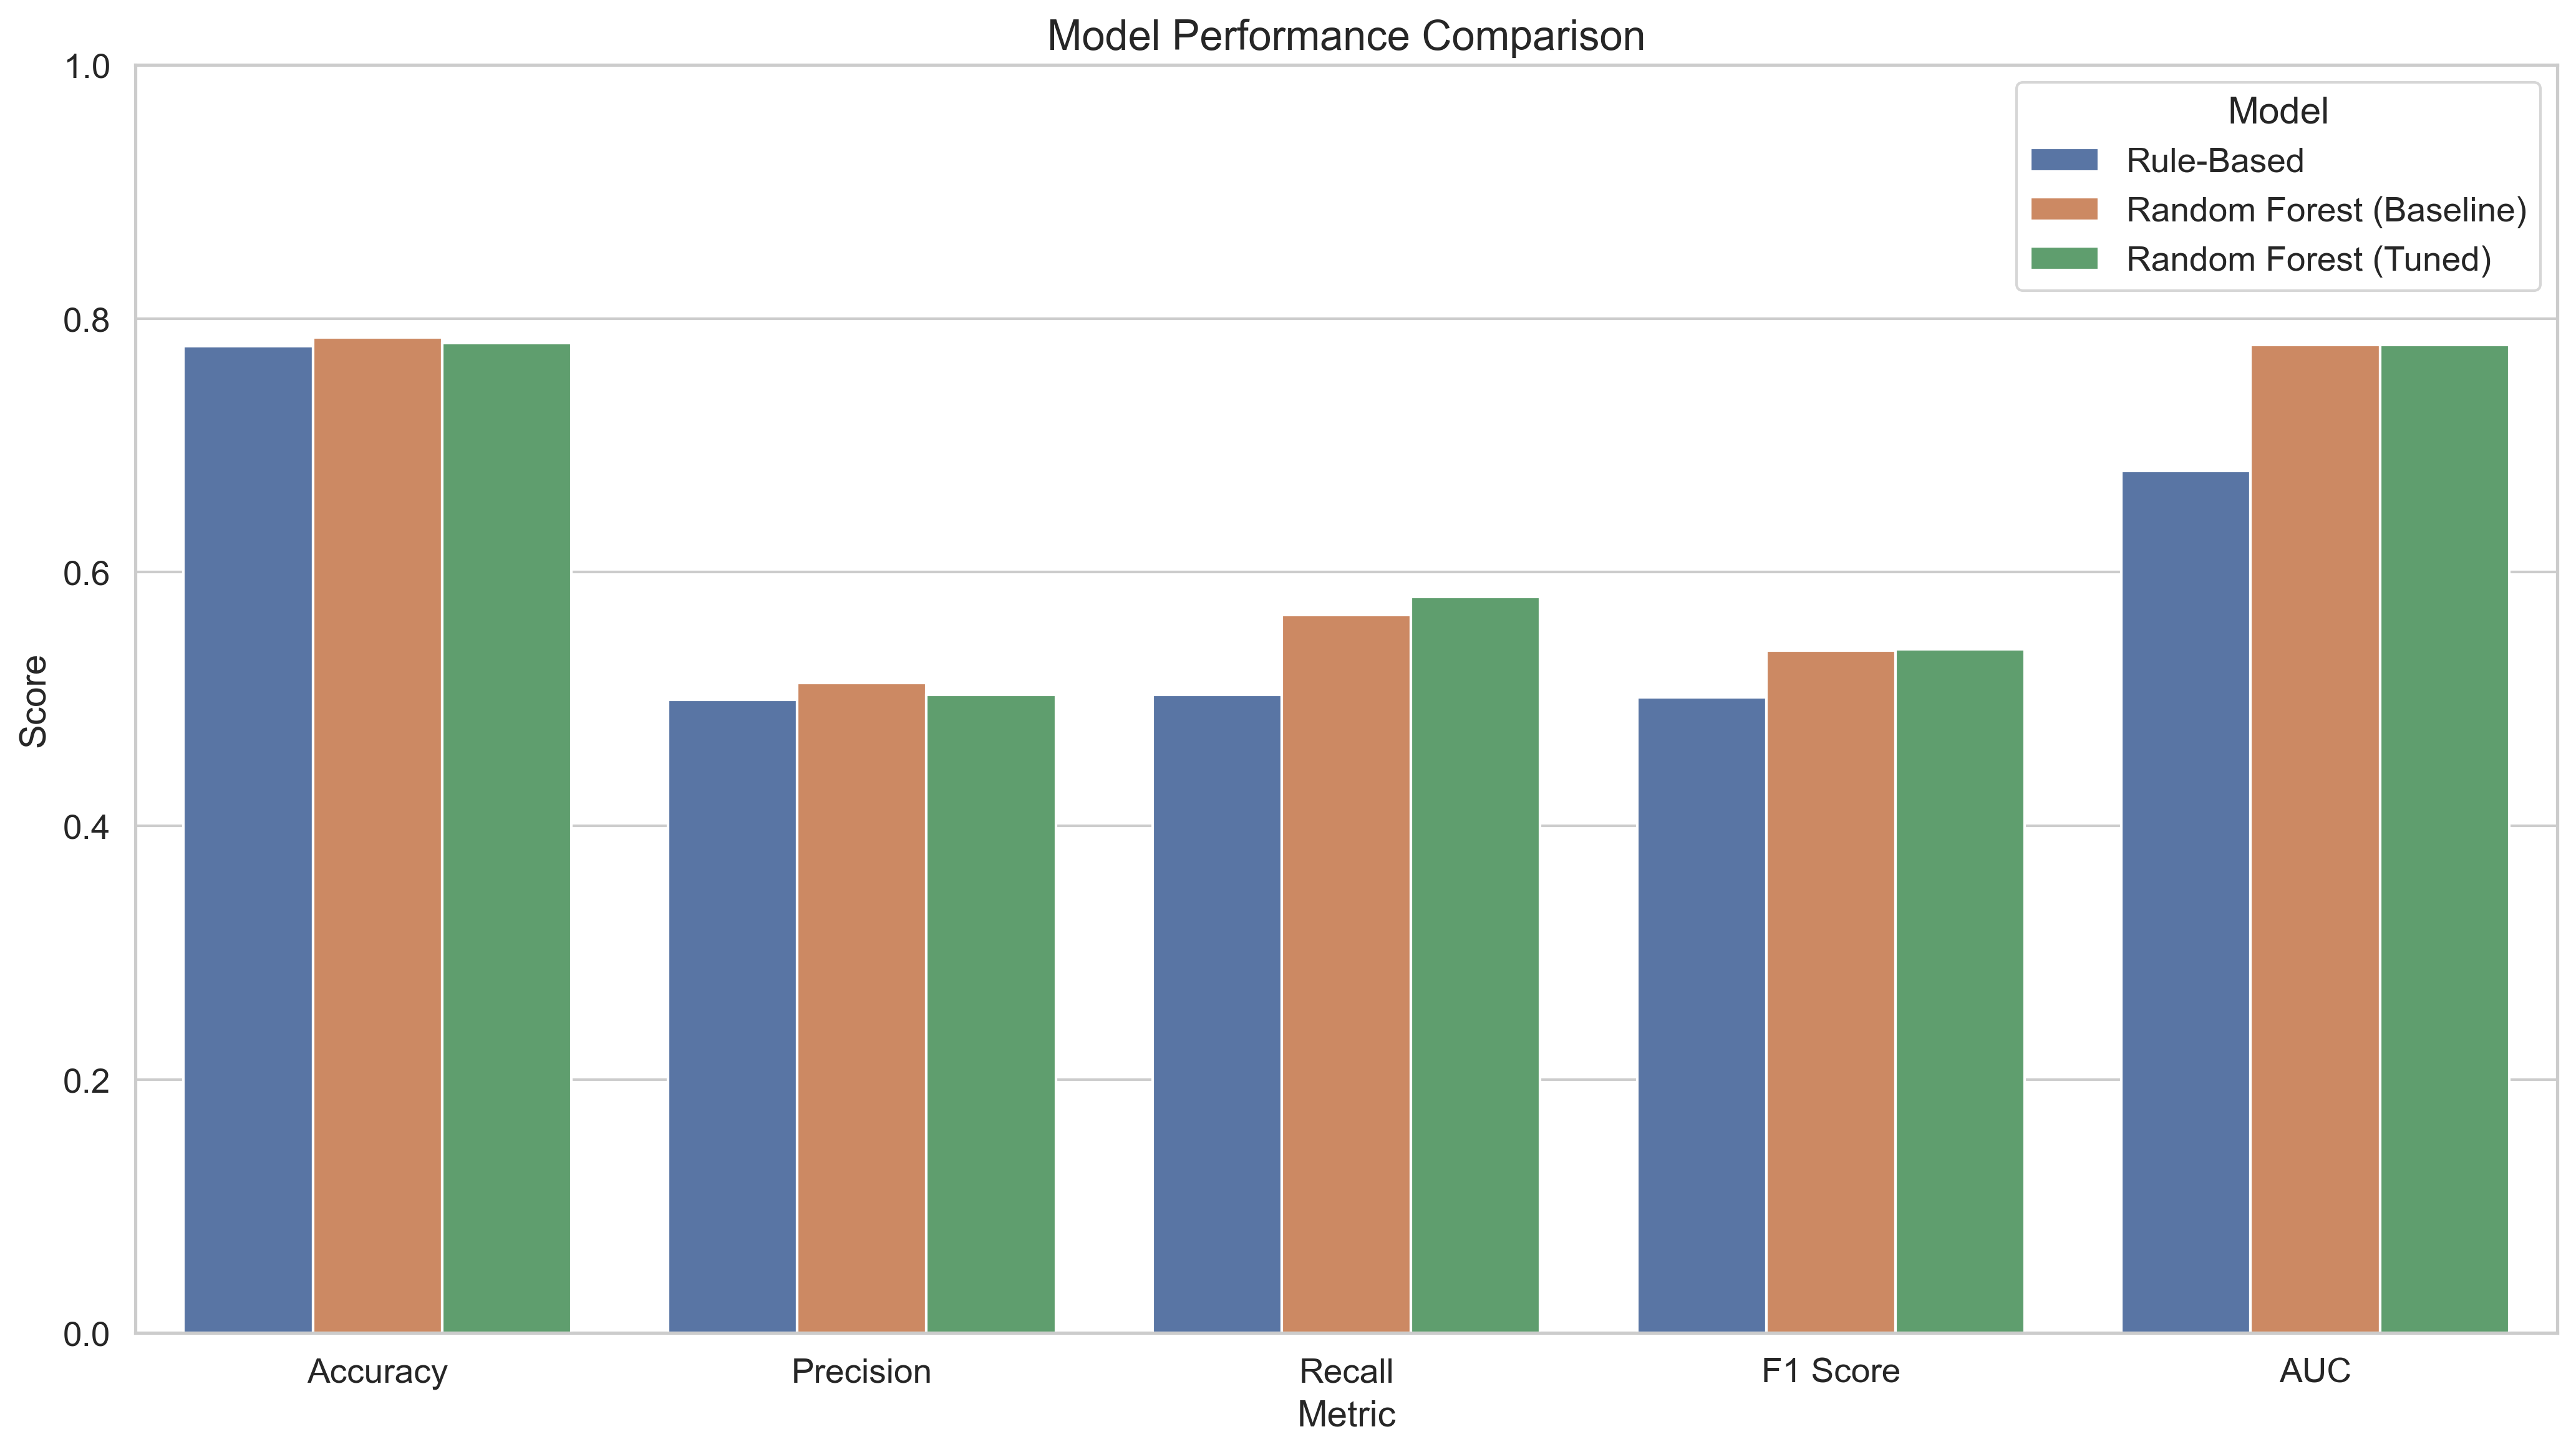 Model Performance Comparison
1.0
0.8
0.6
0.4
0.2
0.0
Score
Model
Rule-Based
Random Forest (Baseline)
Random Forest (Tuned)
Accuracy
Precision
Recall
F1 Score
AUC
Metric